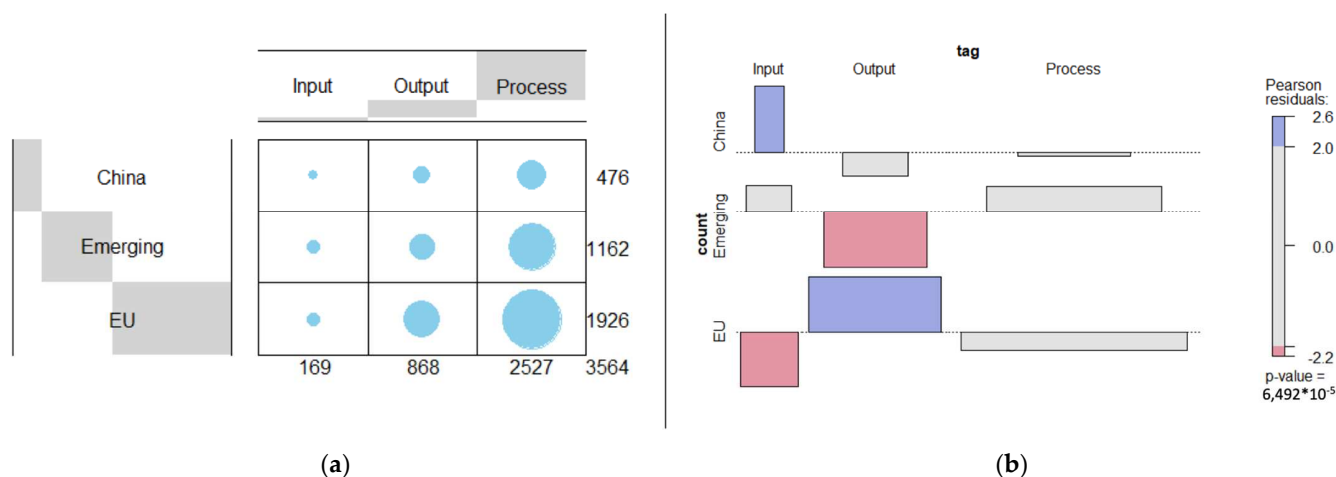 Input Output Process
China 476
Emerging 1162
EU 1926
169 868 2527 3564
(a)
tag
Input Output Process
count
China
Emerging
EU
Pearson
residuals:
2.6
2.0
0.0
-2.2
p-value =
6,492*10-5
(b)